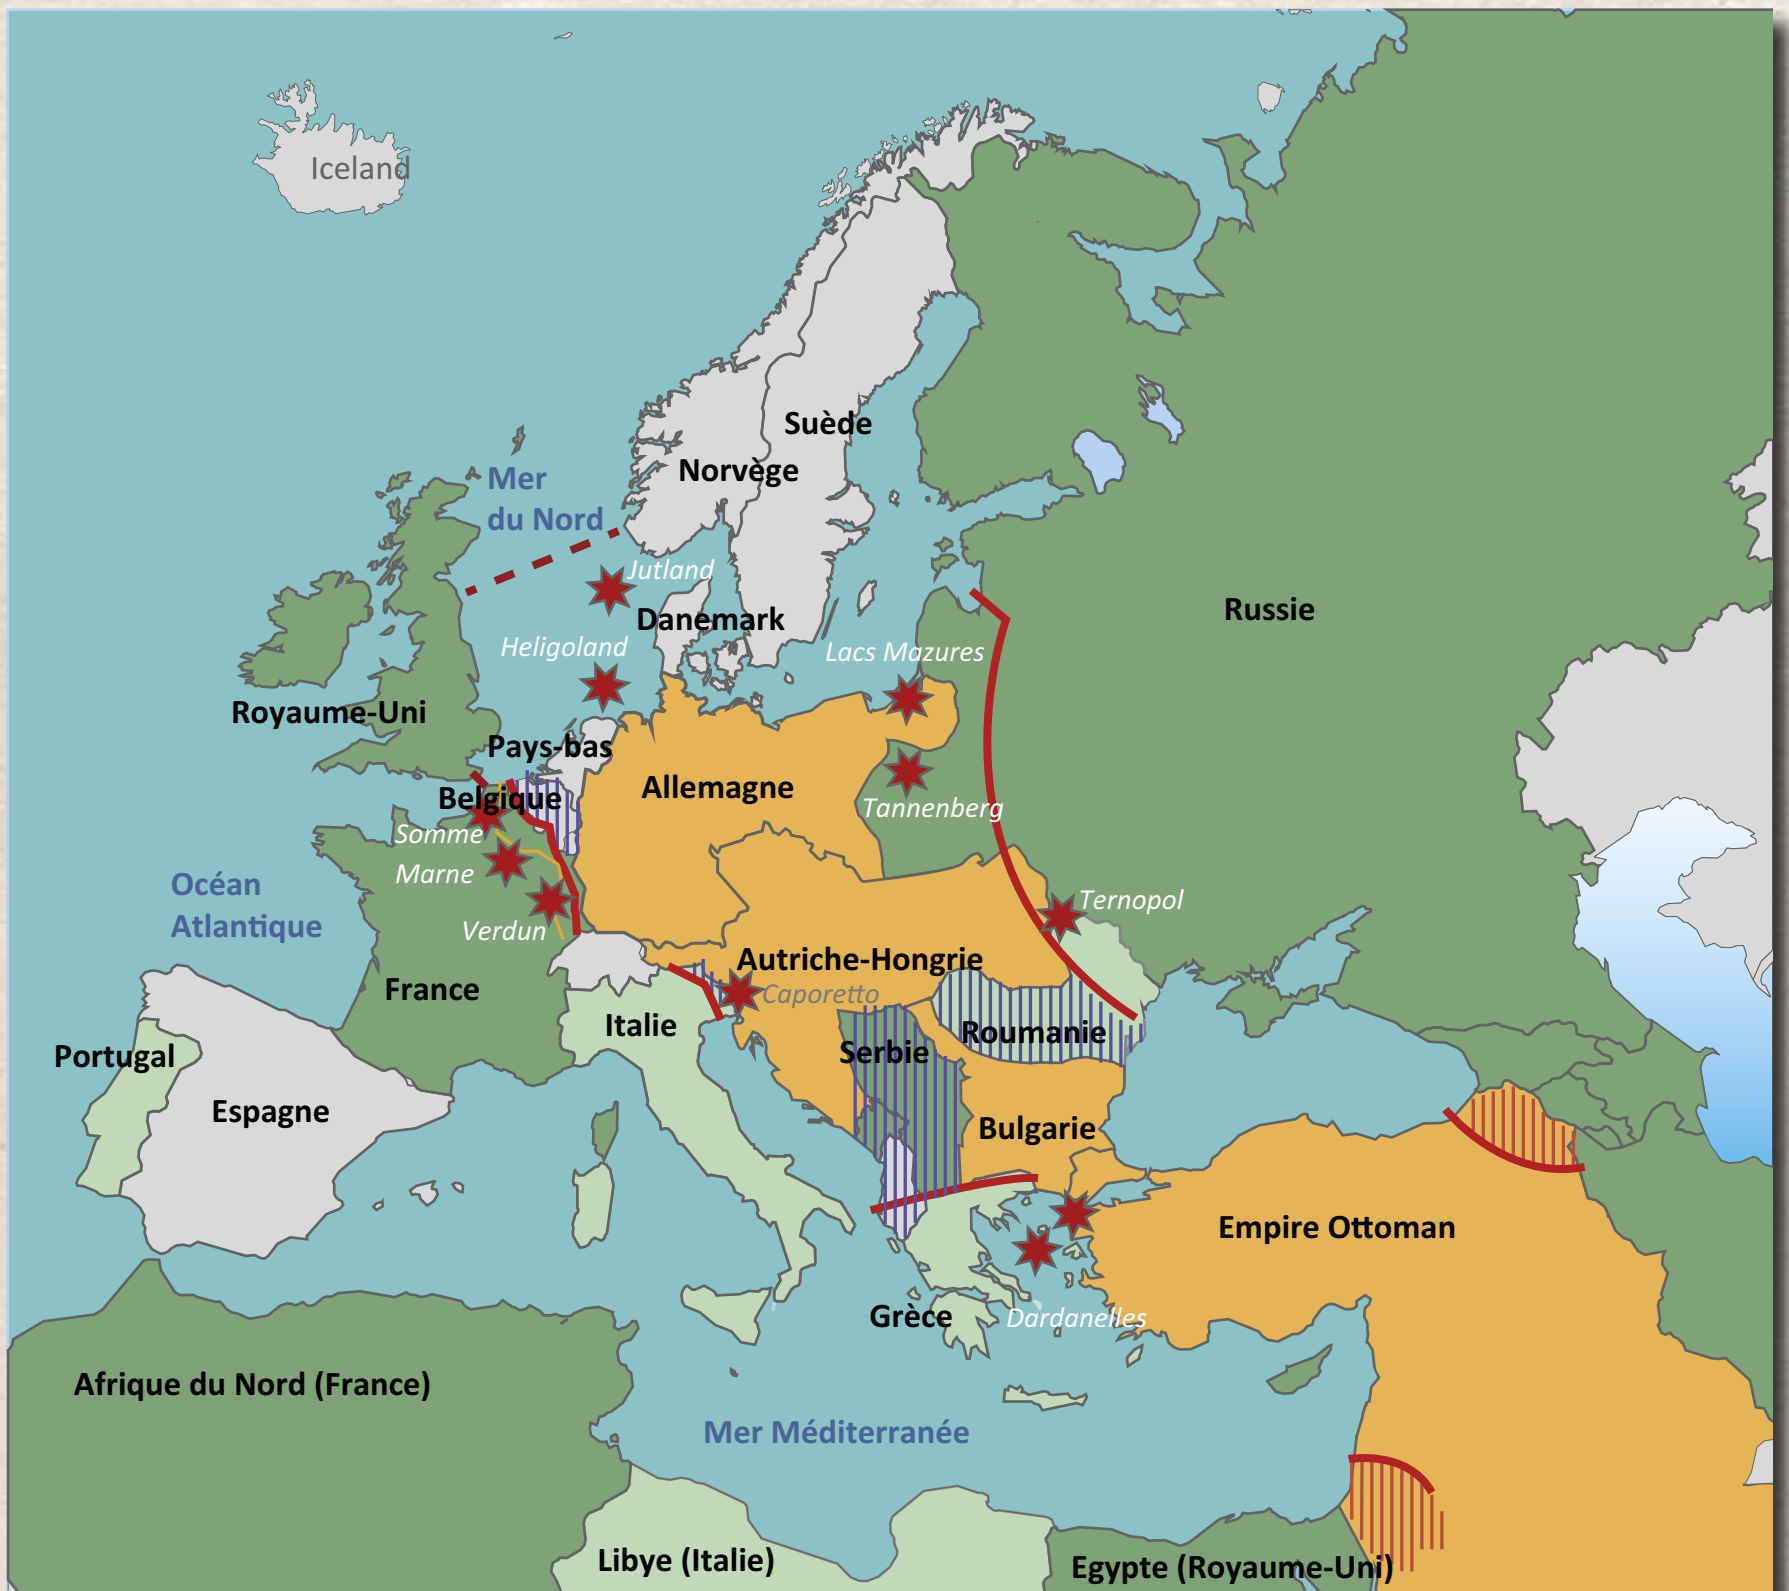 Iceland
Suède
Norvège
Mer
du Nord
Jutland
Danemark
Heligoland
Lacs Mazures
Russie
Royaume-Uni
Pays-bas
Allemagne
Belgique
Tannenberg
Somme
Marne
Océan
Atlantique
Verdun
Ternopol
Autriche-Hongrie
France
Caporetto
Italie
Roumanie
Serbie
Portugal
Espagne
Bulgarie
Empire Ottoman
Grèce
Dardanelles
Afrique du Nord (France)
Mer Méditerranée
Libye (Italie)
Egypte (Royaume-Uni)